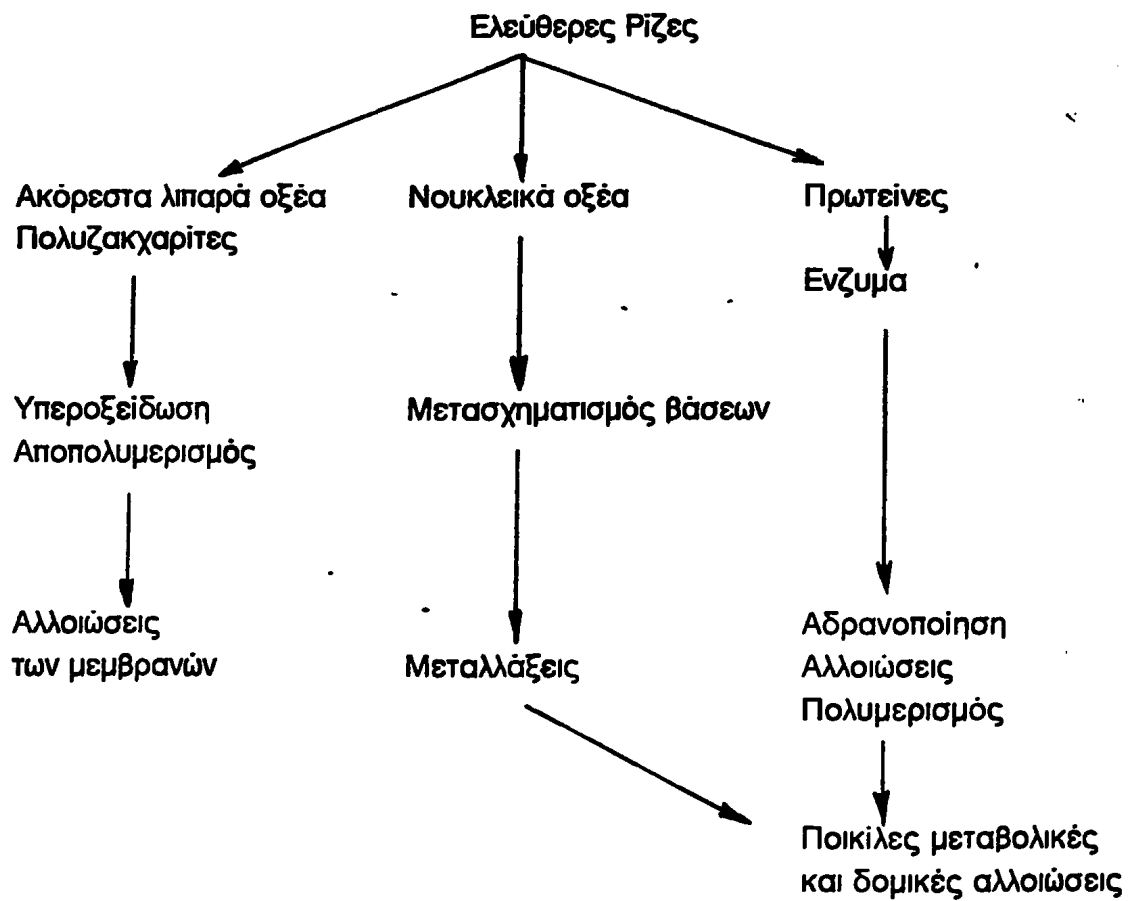 Ελεύθερες Ρίζες
Ακόρεστα λιπαρά οξέα
Πολυζακχαρίτες
Νουκλεικά οξέα
Πρωτείνες
Ενζυμα
Υπεροξείδωση
Αποπολυμερισμός
Μετασχηματισμός βάσεων
Αλλοιώσεις
των μεμβρανών
Μεταλλάξεις
Αδρανοποίηση
Αλλοιώσεις
Πολυμερισμός
Ποικίλες μεταβολικές
και δομικές αλλοιώσεις